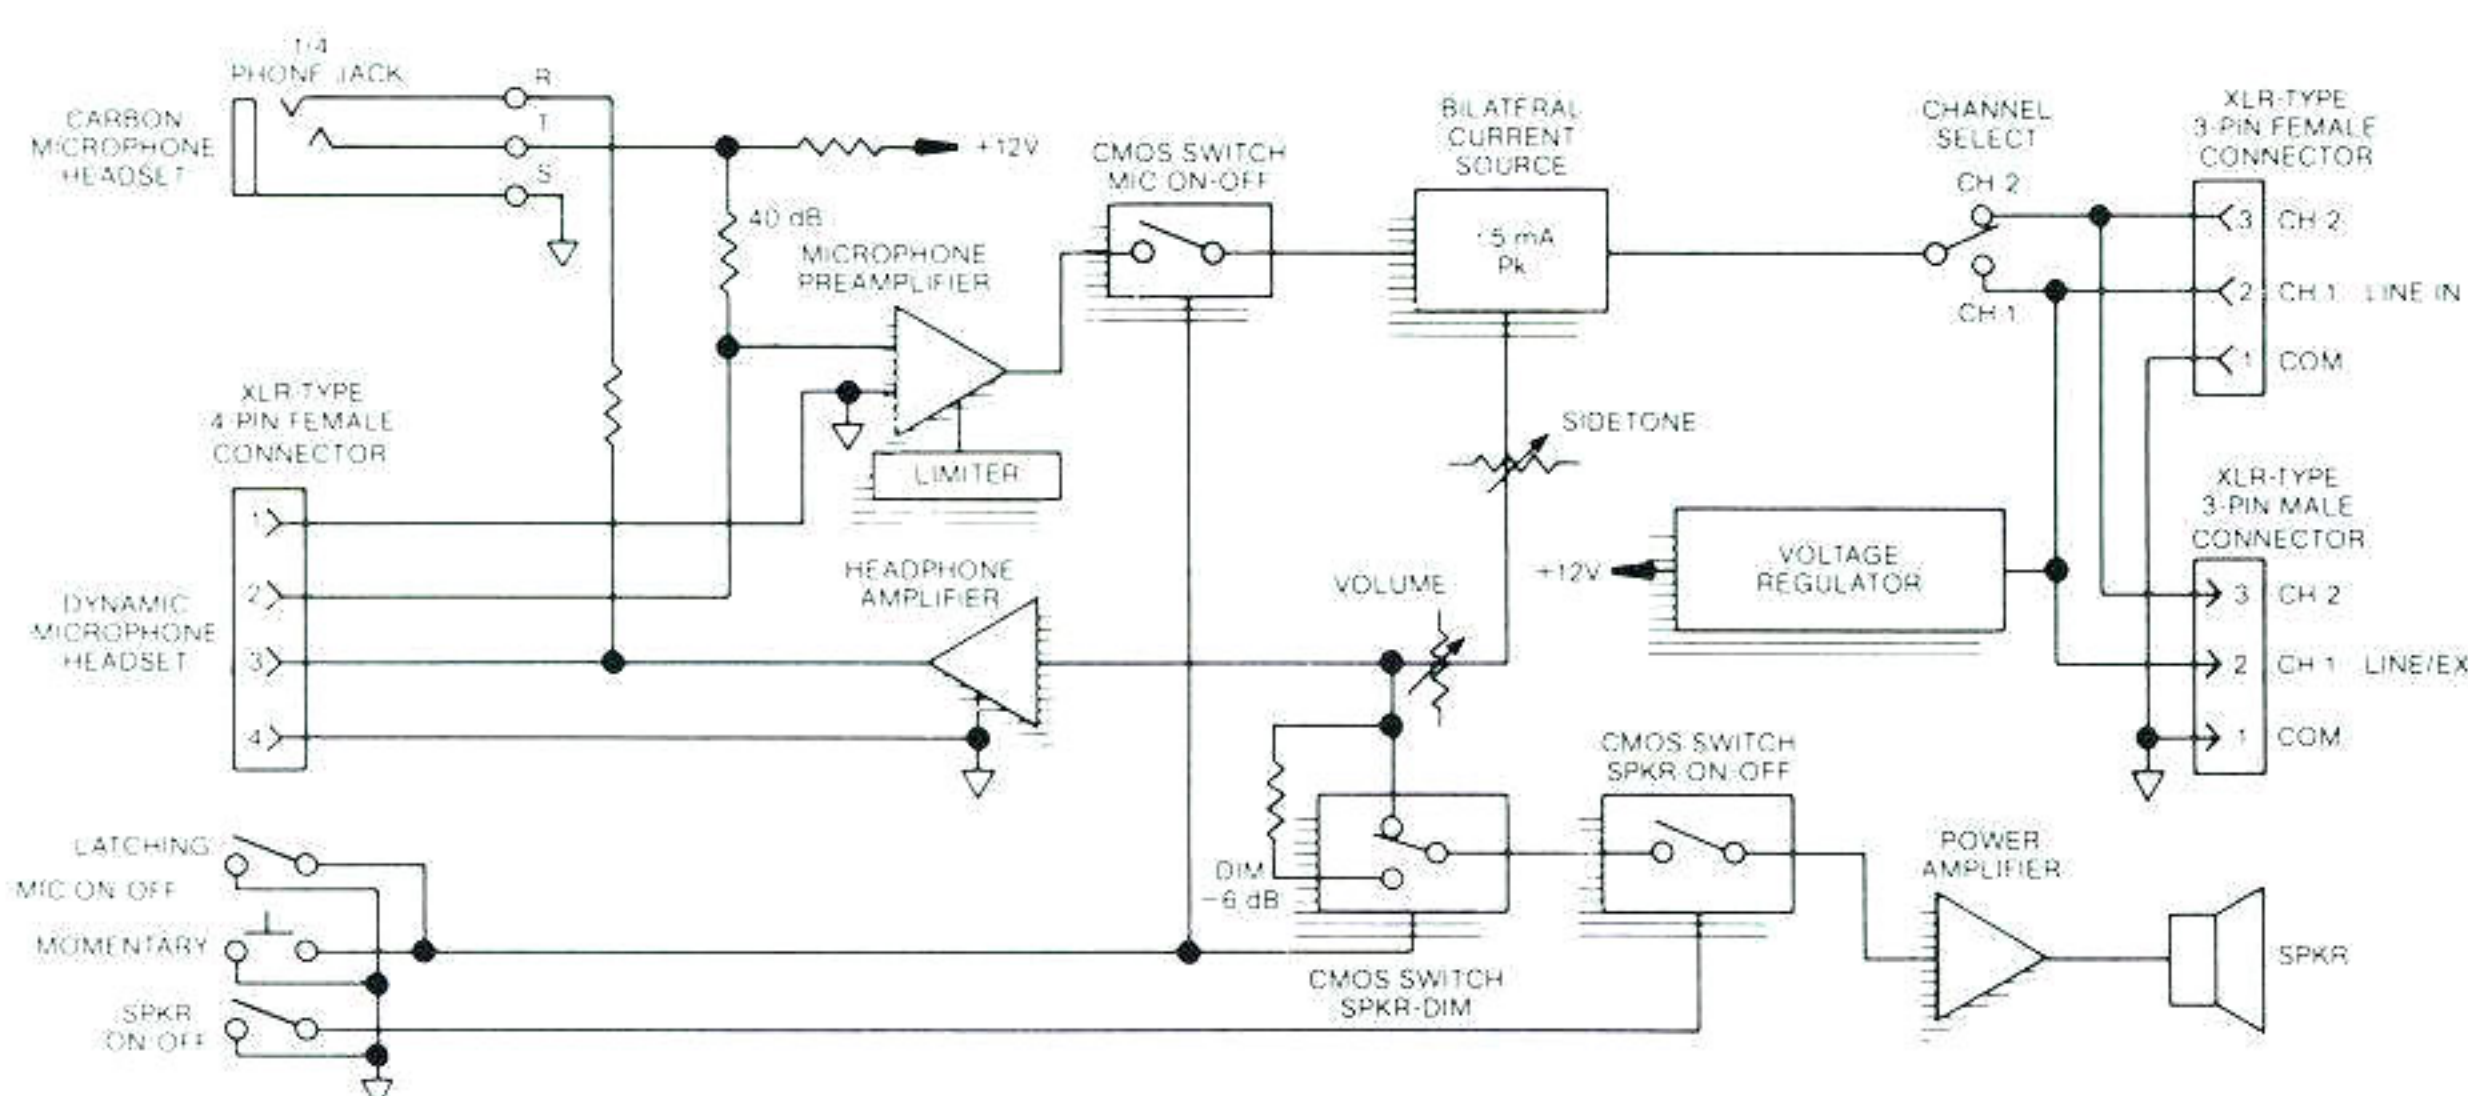 1/4
PHONE JACK
CARBON
MICROPHONE
HEADSET
R
T
S
+12V
40 dB
MICROPHONE
PREAMPLIFIER
LIMITER
CMOS SWITCH
MIC ON-OFF
BILATERAL
CURRENT
SOURCE
5 mA
Pk
CHANNEL
SELECT
CH 2
CH 1
XLR-TYPE
3-PIN FEMALE
CONNECTOR
3 CH 2
2 CH 1 LINE IN
1 COM
SIDETONE
XLR-TYPE
4-PIN FEMALE
CONNECTOR
1
2
3
4
DYNAMIC
MICROPHONE
HEADSET
HEADPHONE
AMPLIFIER
VOLUME
+12V
VOLTAGE
REGULATOR
XLR-TYPE
3-PIN MALE
CONNECTOR
3 CH 2
2 CH 1 LINE/EX
1 COM
LATCHING
MIC ON-OFF
MOMENTARY
SPKR
ON-OFF
DIM
-6 dB
CMOS SWITCH
SPKR-DIM
CMOS SWITCH
SPKR ON-OFF
POWER
AMPLIFIER
SPKR